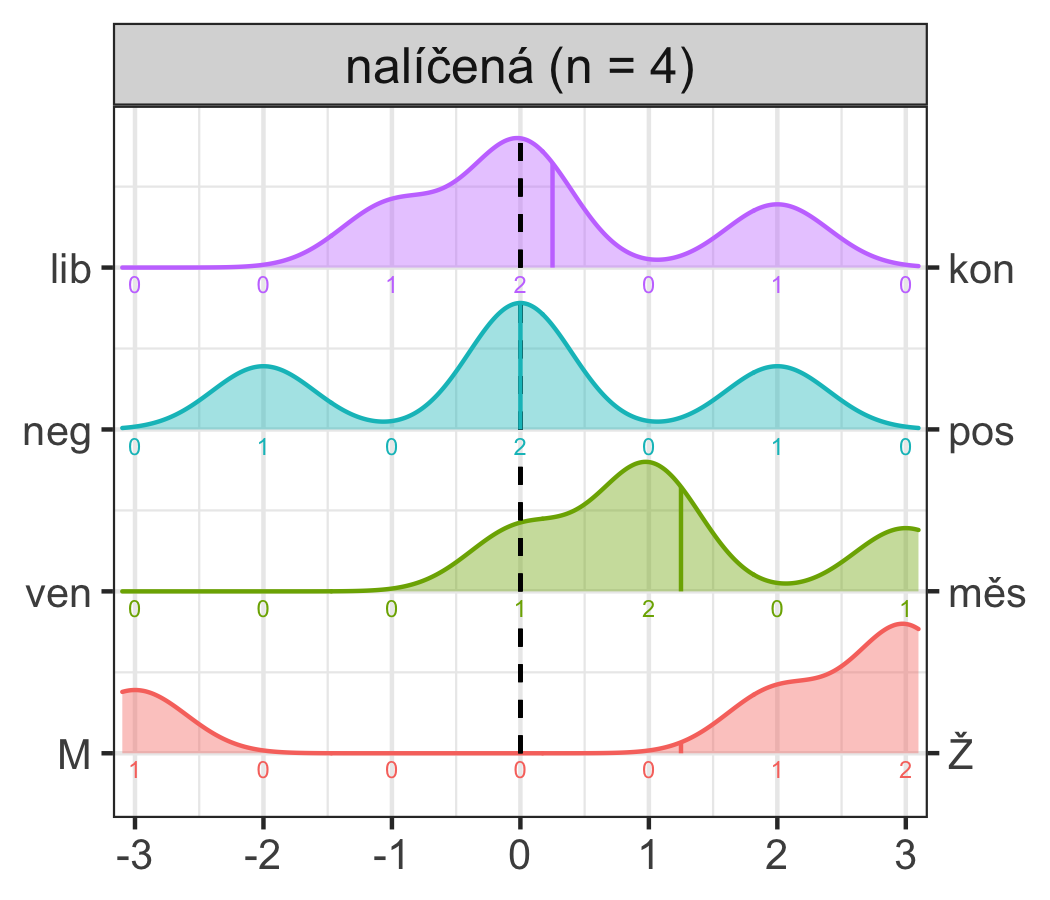 nalíčená (n = 4)
lib kon
0 0 1 2 0 1 0
neg pos
0 1 0 2 0 1 0
ven měs
0 0 0 1 2 0 1
M Ž
1 0 0 0 0 1 2
-3 -2 -1 0 1 2 3